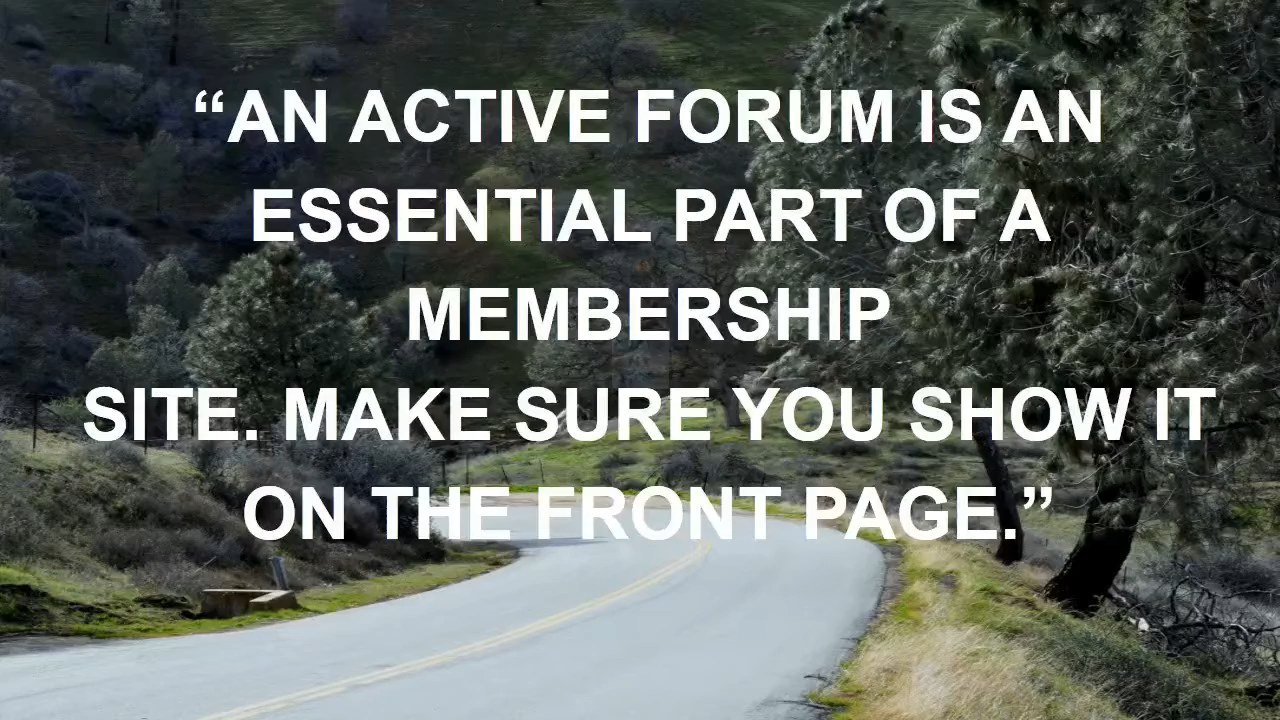 “AN ACTIVE FORUM IS AN
ESSENTIAL PART OF A
MEMBERSHIP
SITE. MAKE SURE YOU SHOW IT
ON THE FRONT PAGE.”